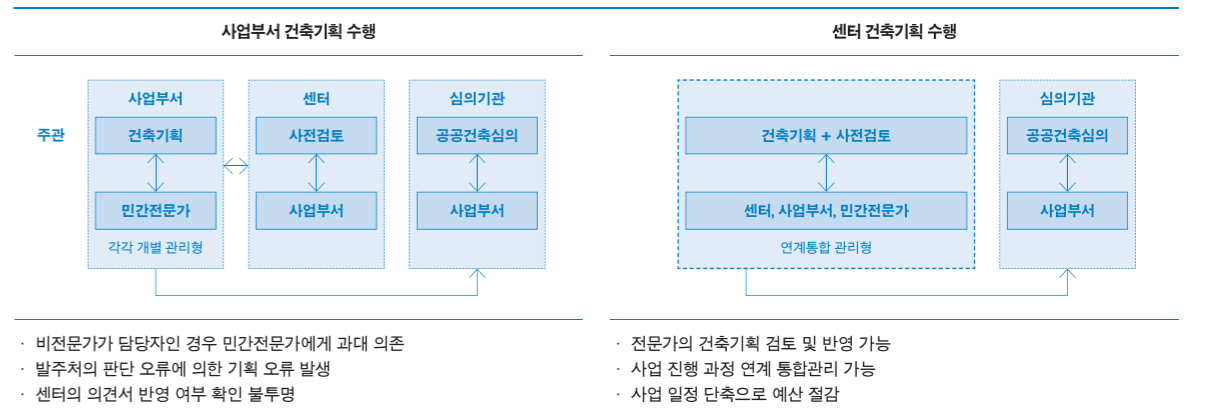 사업부서 건축기획 수행
주관
사업부서
건축기획
민간전문가
각각 개별 관리형
센터
사전검토
사업부서
심의기관
공공건축심의
사업부서
· 비전문가가 담당자인 경우 민간전문가에게 과대 의존
· 발주처의 판단 오류에 의한 기획 오류 발생
· 센터의 의견서 반영 여부 확인 불투명
센터 건축기획 수행
건축기획 + 사전검토
센터, 사업부서, 민간전문가
연계통합 관리형
심의기관
공공건축심의
사업부서
· 전문가의 건축기획 검토 및 반영 가능
· 사업 진행 과정 연계 통합관리 가능
· 사업 일정 단축으로 예산 절감